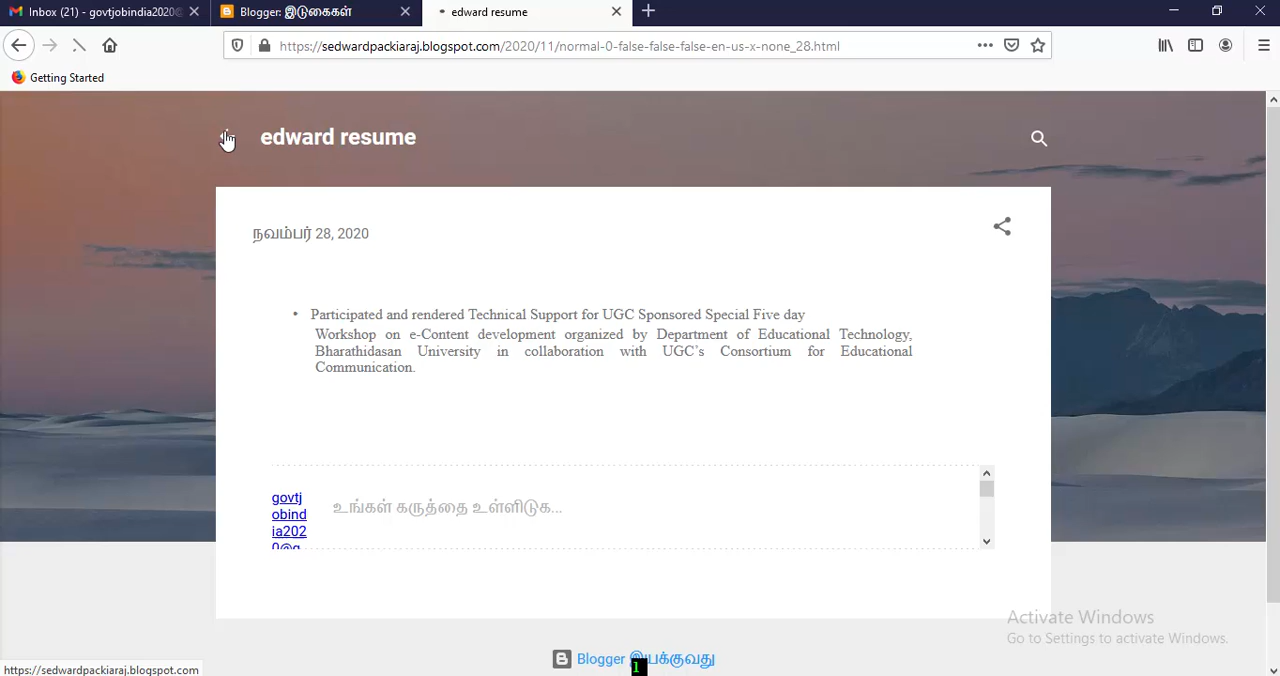 Inbox (21) - govtjobindia2020@
Blogger: இடுகைகள்
edward resume
https://sedwardpackiaraj.blogspot.com/2020/11/normal-0-false-false-false-en-us-x-none_28.html
Getting Started
edward resume
நவம்பர் 28, 2020
• Participated and rendered Technical Support for UGC Sponsored Special Five day
Workshop on e-Content development organized by Department of Educational Technology,
Bharathidasan University in collaboration with UGC's Consortium for Educational
Communication.
govtj
obind
ia202
0@g
உங்கள் கருத்தை உள்ளிடுக...
Activate Windows
Go to Settings to activate Windows.
Blogger இயக்குவது
1
https://sedwardpackiaraj.blogspot.com